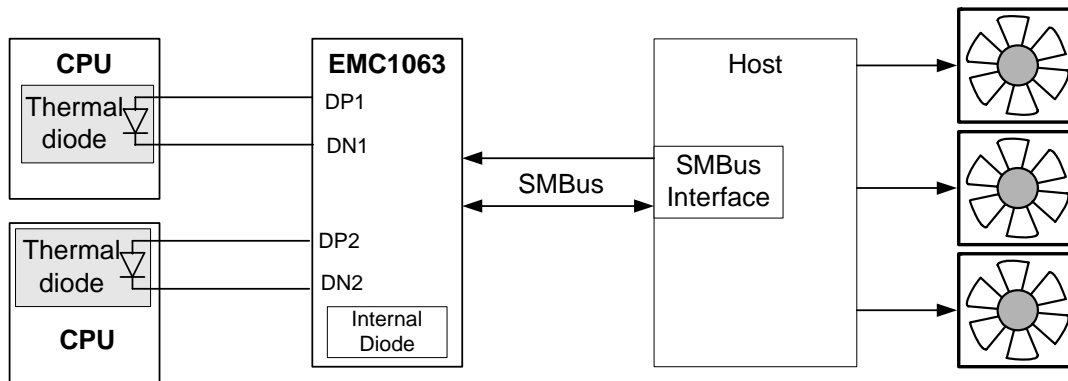 CPU
Thermal
diode
EMC1063
DP1
DN1
Host
SMBus
SMBus
Interface
Thermal
diode
CPU
DP2
DN2
Internal
Diode